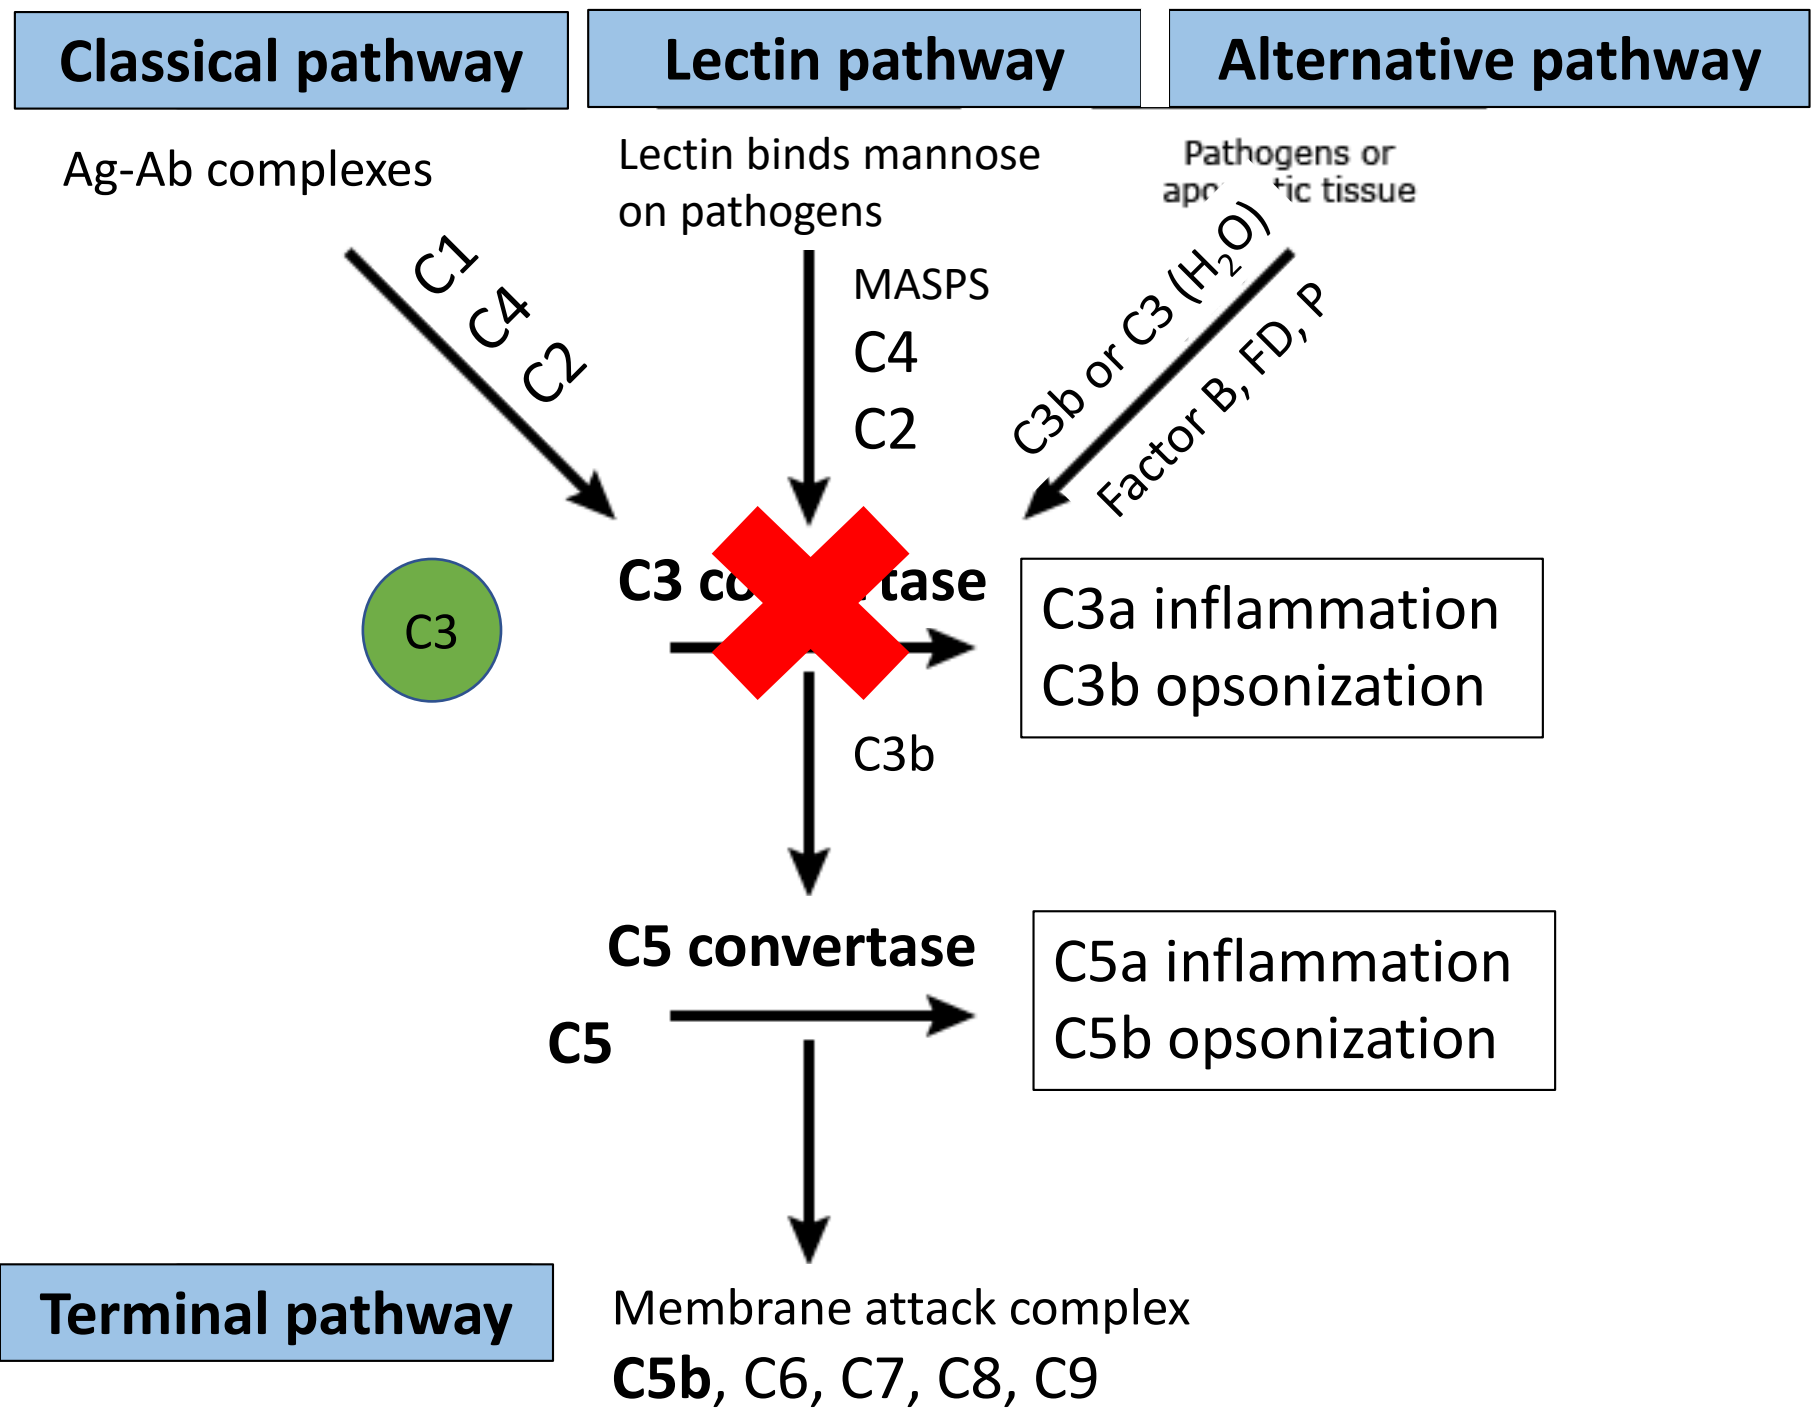 Classical pathway
Lectin pathway
Alternative pathway
Ag-Ab complexes
Lectin binds mannose
on pathogens
Pathogens or
tissue
C1
C4
C2
MASPS
C4
C2
C3b or C3 (H₂O)
Factor B, FD, P
C3
C3
C3a inflammation
C3b opsonization
C3b
C5 convertase
C5
C5a inflammation
C5b opsonization
Terminal pathway
Membrane attack complex
C5b, C6, C7, C8, C9